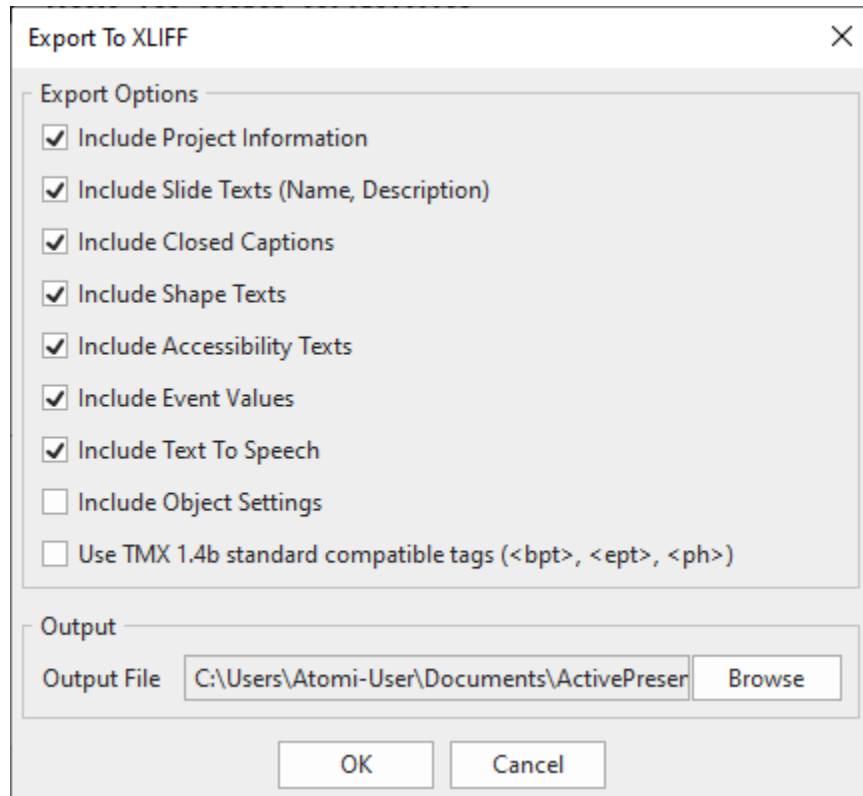 Export To XLIFF
Export Options
Include Project Information
Include Slide Texts (Name, Description)
Include Closed Captions
Include Shape Texts
Include Accessibility Texts
Include Event Values
Include Text To Speech
Include Object Settings
Use TMX 1.4b standard compatible tags (<bpt>, <ept>, <ph>)
Output
Output File C:\Users\Atomi-User\Documents\ActivePresen Browse
OK Cancel